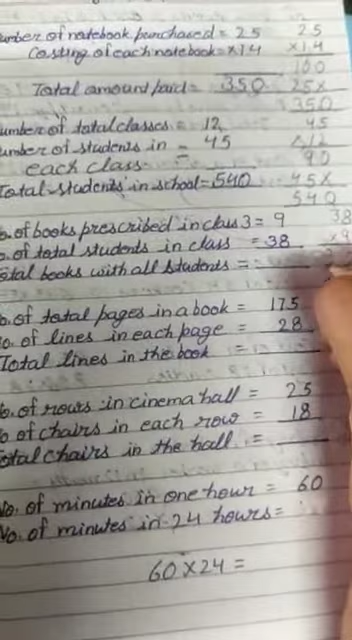 umber of notebook purchased = 25 25
Costing of each notebook = ×14 ×14
100
Total amount paid = 350 25×
350
umber of total classes = 12 45
umber of students in = 45 ×12
each class 90
Total students in school = 540 45×
540
o. of books prescribed in class 3 = 9 38
o. of total students in class = 38 ×9
otal books with all students =
o. of total pages in a book = 175
o. of lines in each page = 28
Total lines in the book =
o. of rows in cinema hall = 25
o of chairs in each row = 18
otal chairs in the hall =
No. of minutes in one hour = 60
No. of minutes in 24 hours =
60×24=